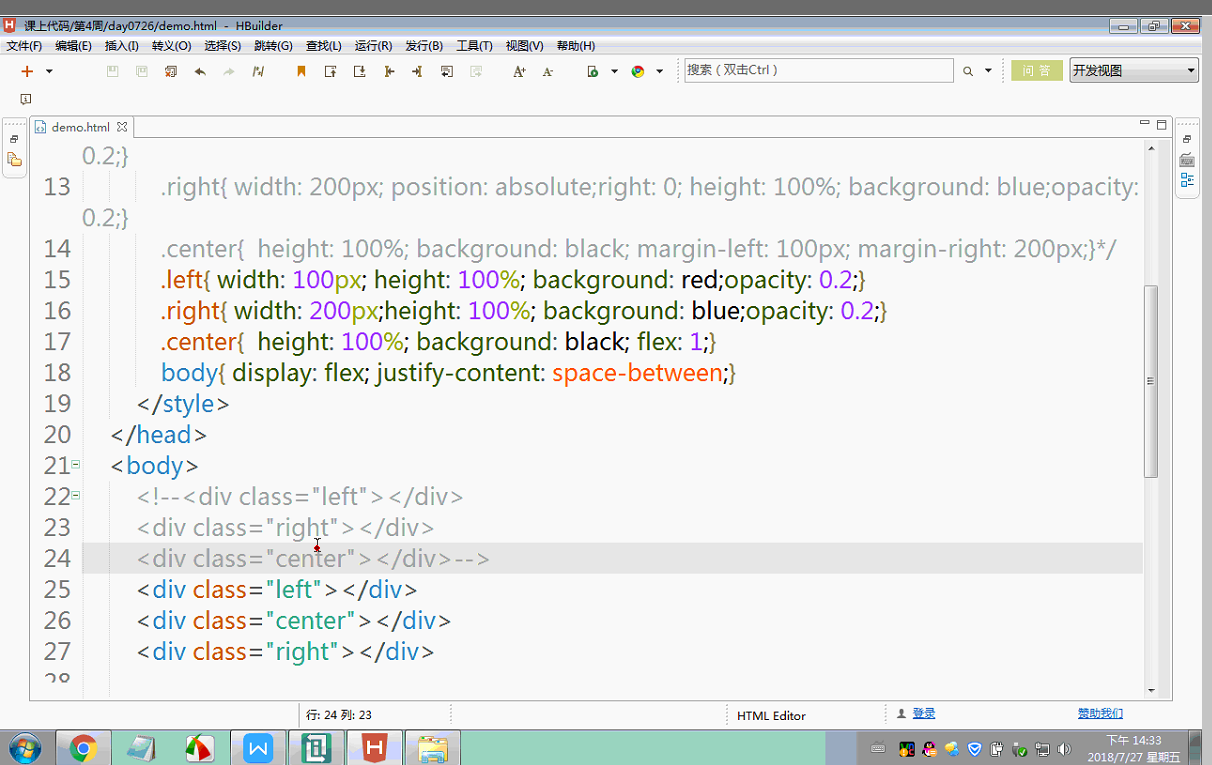 课上代码/第4周/day0726/demo.html - HBuilder
文件(F) 编辑(E) 插入(I) 转义(O) 选择(S) 跳转(G) 查找(L) 运行(R) 发行(B) 工具(T) 视图(V) 帮助(H)
搜索（双击Ctrl） 问 答 开发视图
demo.html
0.2;}
13 .right{ width: 200px; position: absolute;right: 0; height: 100%; background: blue;opacity:
0.2;}
14 .center{  height: 100%; background: black; margin-left: 100px; margin-right: 200px;}*/
15 .left{ width: 100px; height: 100%; background: red;opacity: 0.2;}
16 .right{ width: 200px;height: 100%; background: blue;opacity: 0.2;}
17 .center{  height: 100%; background: black; flex: 1;}
18 body{ display: flex; justify-content: space-between;}
19 </style>
20 </head>
21 <body>
22 <!--<div class="left"></div>
23 <div class="right"></div>
24 <div class="center"></div>-->
25 <div class="left"></div>
26 <div class="center"></div>
27 <div class="right"></div>
28
行: 24 列: 23 HTML Editor 登录 赞助我们
下午 14:33
2018/7/27 星期五